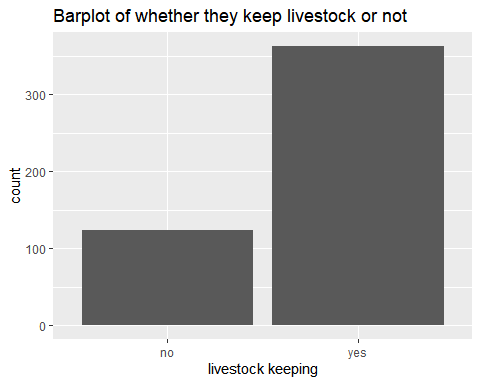 Barplot of whether they keep livestock or not
count
300
200
100
0
no yes
livestock keeping